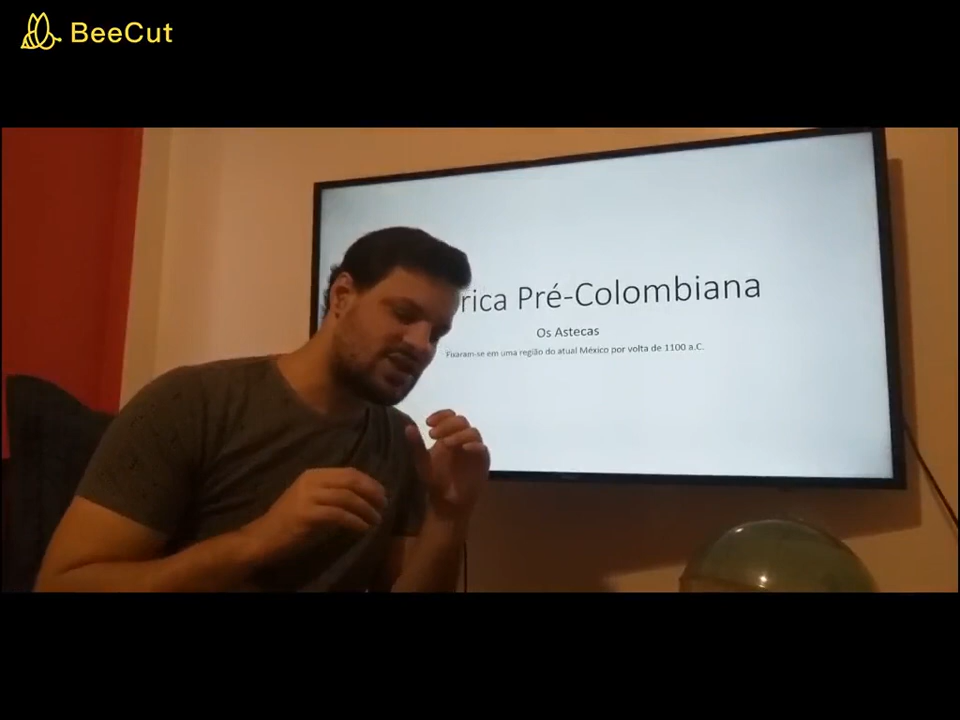 BeeCut
rica Pré-Colombiana
Os Astecas
Fixaram-se em uma região do atual México por volta de 1100 a.C.